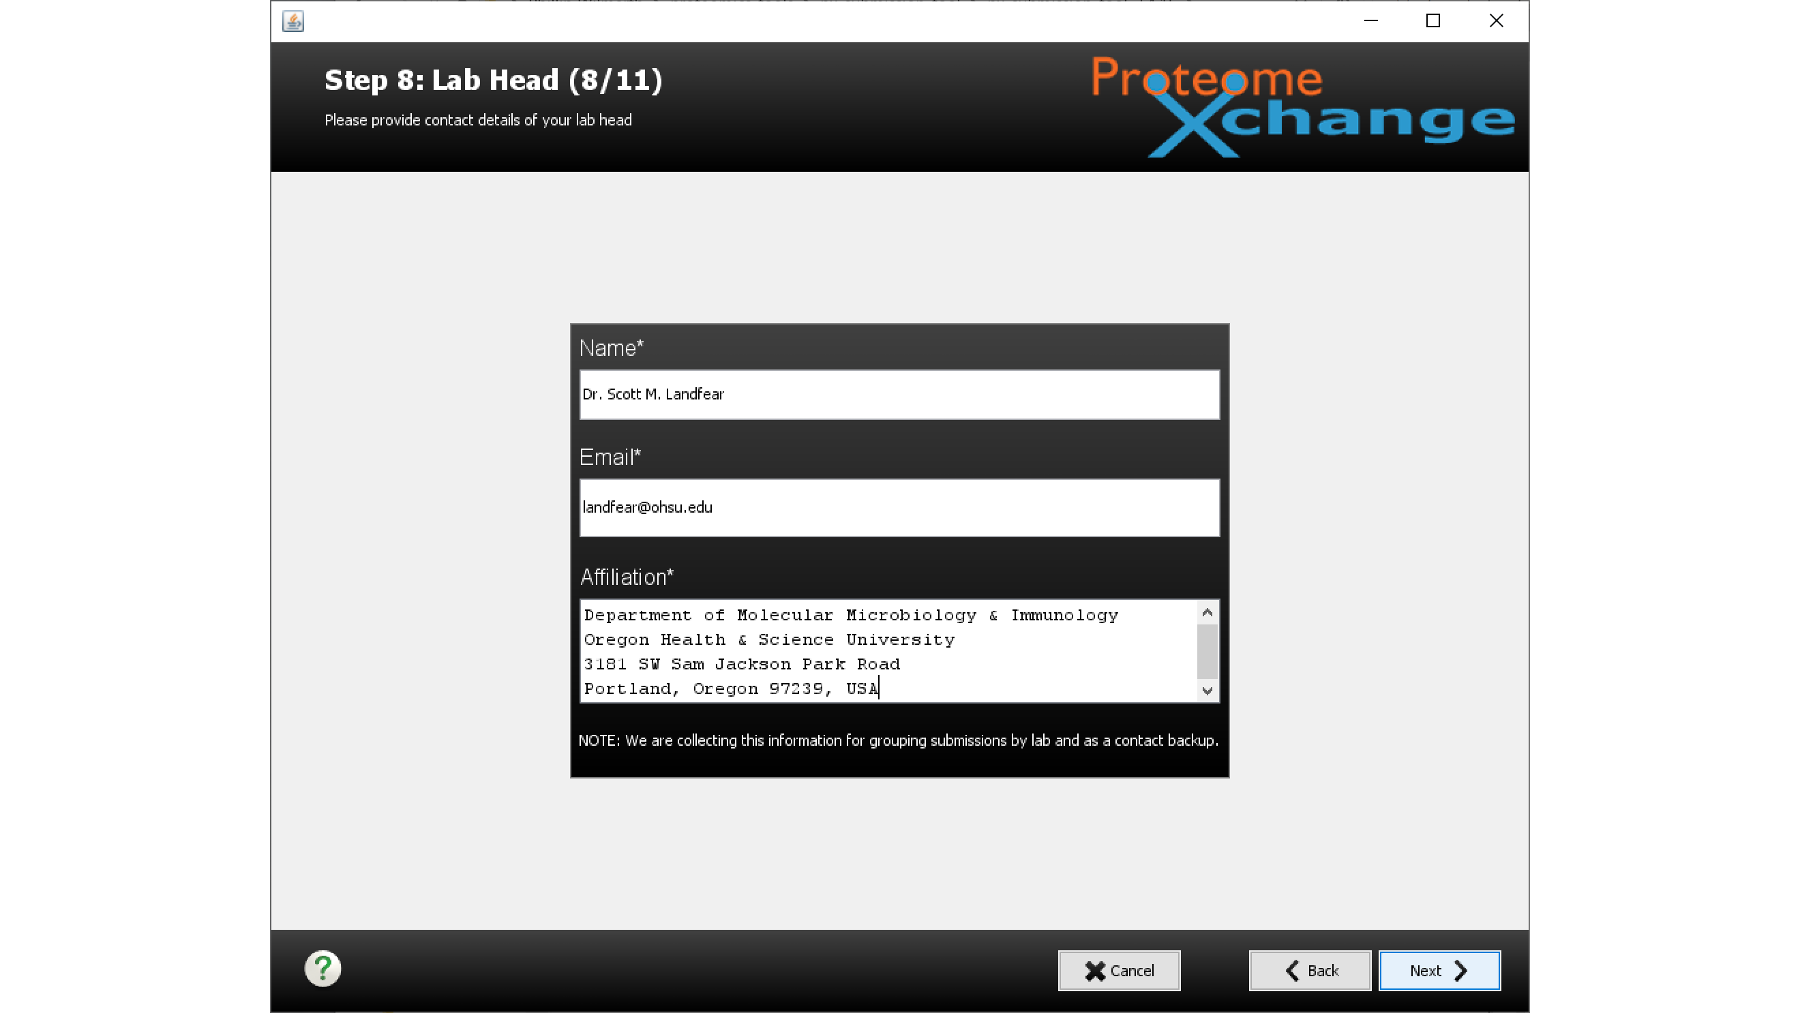 Step 8: Lab Head (8/11)
Please provide contact details of your lab head
Proteome
Xchange
Name*
Dr. Scott M. Landfear
Email*
landfear@ohsu.edu
Affiliation*
Department of Molecular Microbiology & Immunology
Oregon Health & Science University
3181 SW Sam Jackson Park Road
Portland, Oregon 97239, USA
NOTE: We are collecting this information for grouping submissions by lab and as a contact backup.
?
Cancel
Back
Next